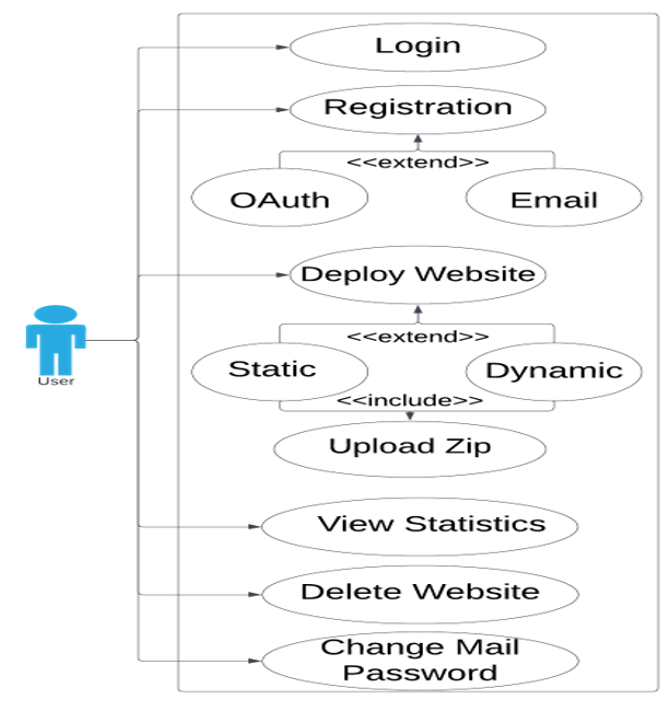 Login
Registration
<<extend>>
OAuth
Email
Deploy Website
<<extend>>
Static
Dynamic
<<include>>
Upload Zip
User
View Statistics
Delete Website
Change Mail
Password